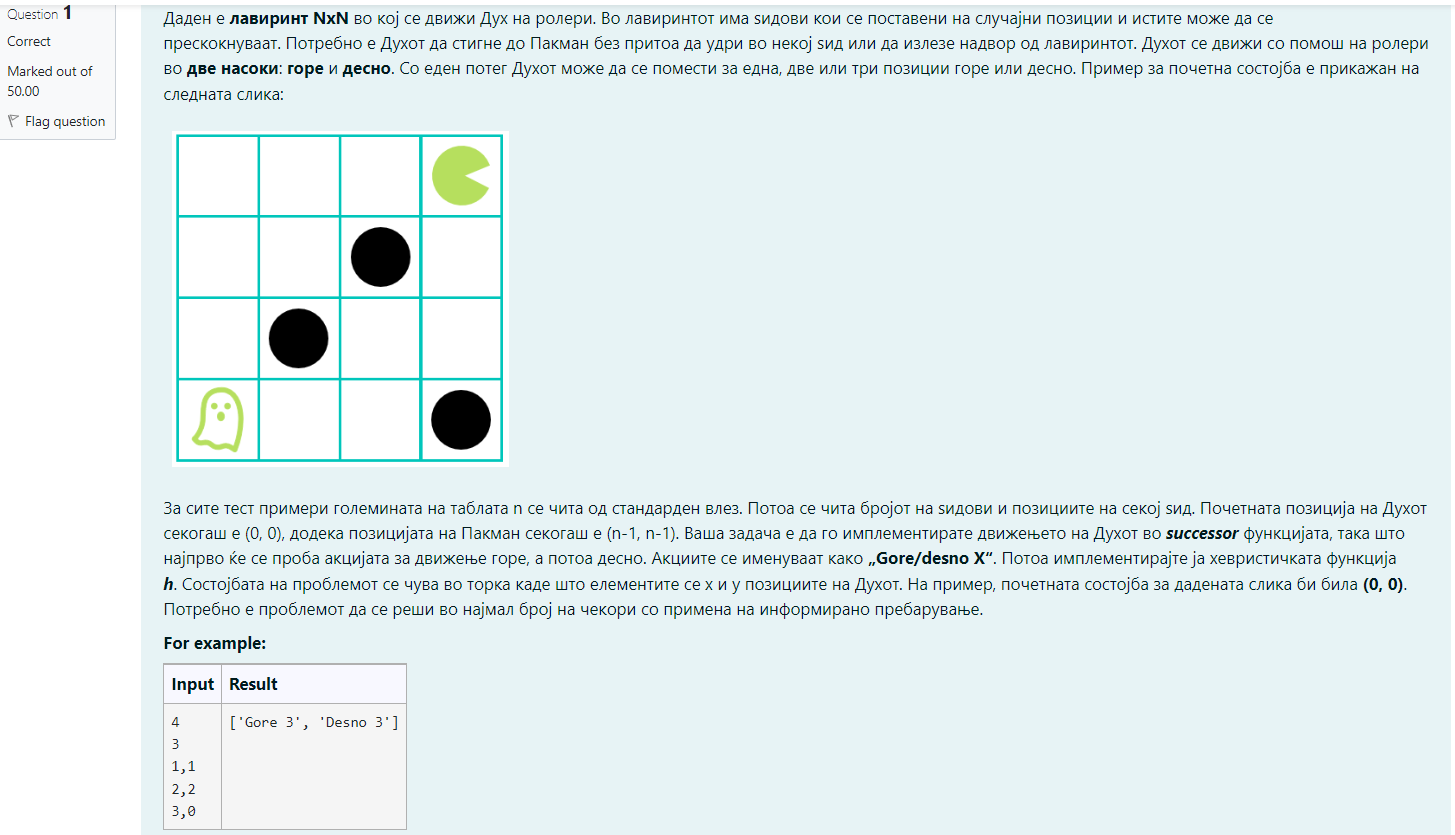 Question 1
Correct
Marked out of
50.00
Flag question
Даден е лавиринт NxN во кој се движи Дух на ролери. Во лавиринтот има ѕидови кои се поставени на случајни позиции и истите може да се
прескокнуваат. Потребно е Духот да стигне до Пакман без притоа да удри во некој ѕид или да излезе надвор од лавиринтот. Духот се движи со помош на ролери
во две насоки: горе и десно. Со еден потег Духот може да се помести за една, две или три позиции горе или десно. Пример за почетна состојба е прикажан на
следната слика:
За сите тест примери големината на таблата n се чита од стандарден влез. Потоа се чита бројот на ѕидови и позициите на секој ѕид. Почетната позиција на Духот
секогаш е (0, 0), додека позицијата на Пакман секогаш е (n-1, n-1). Ваша задача е да го имплементирате движењето на Духот во successor функцијата, така што
најпрво ќе се проба акцијата за движење горе, а потоа десно. Акциите се именуваат како „Gore/desno X“. Потоа имплементирајте ја хевристичката функција
h. Состојбата на проблемот се чува во торка каде што елементите се x и y позициите на Духот. На пример, почетната состојба за дадената слика би била (0, 0).
Потребно е проблемот да се реши во најмал број на чекори со примена на информирано пребарување.
For example:
Input Result
4 ['Gore 3', 'Desno 3']
3
1,1
2,2
3,0